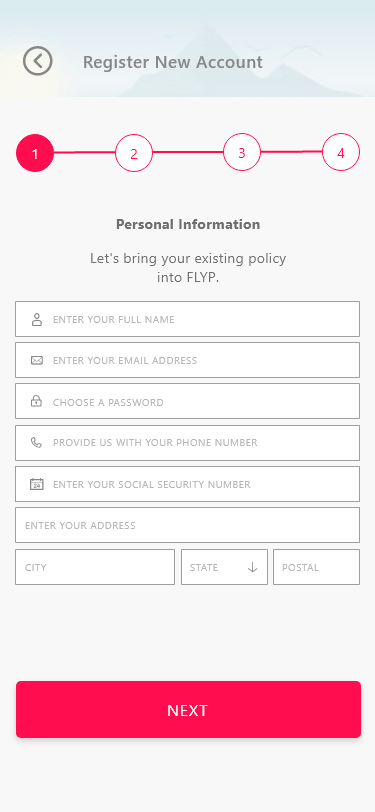 Register New Account
1 2 3 4
Personal Information
Let's bring your existing policy
into FLYP.
ENTER YOUR FULL NAME
ENTER YOUR EMAIL ADDRESS
CHOOSE A PASSWORD
PROVIDE US WITH YOUR PHONE NUMBER
24 ENTER YOUR SOCIAL SECURITY NUMBER
ENTER YOUR ADDRESS
CITY STATE POSTAL
NEXT